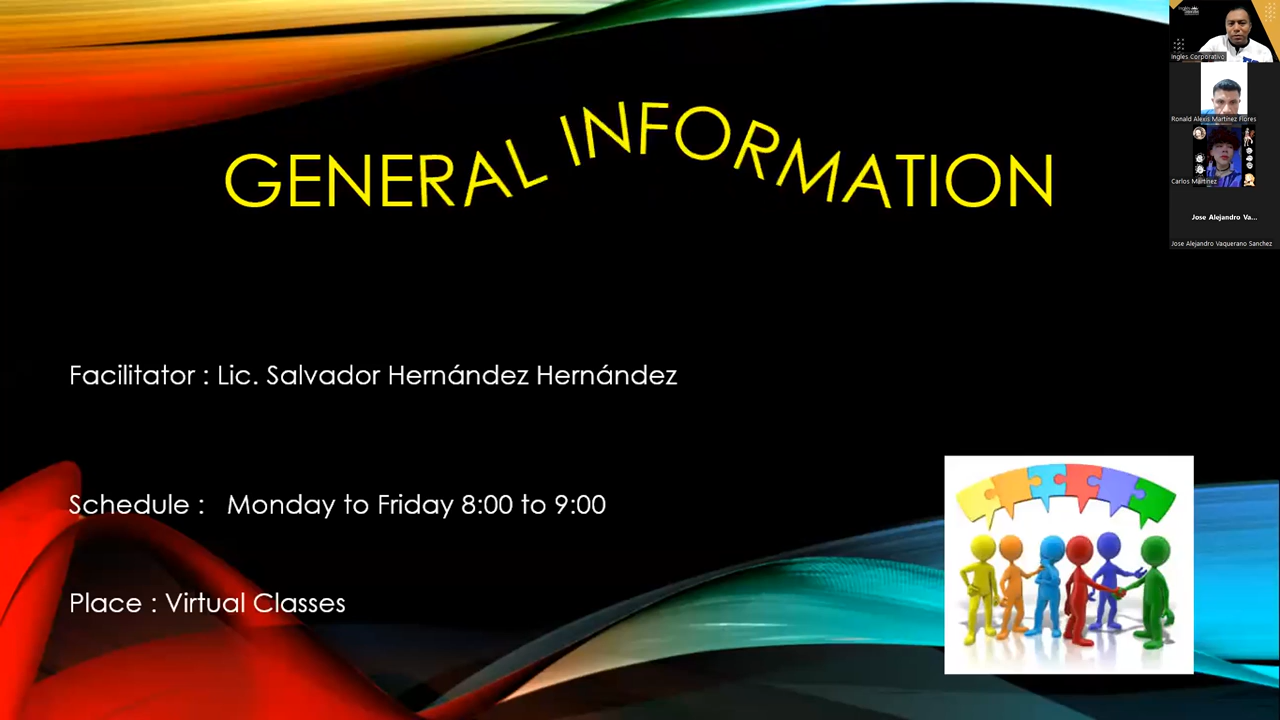 GENERAL INFORMATION
Facilitator : Lic. Salvador Hernández Hernández
Schedule : Monday to Friday 8:00 to 9:00
Place : Virtual Classes
Ingles Corporativo
Ronald Alexis Martinez Flores
Carlos Martinez
Jose Alejandro Va...
Jose Alejandro Vaquerano Sanchez